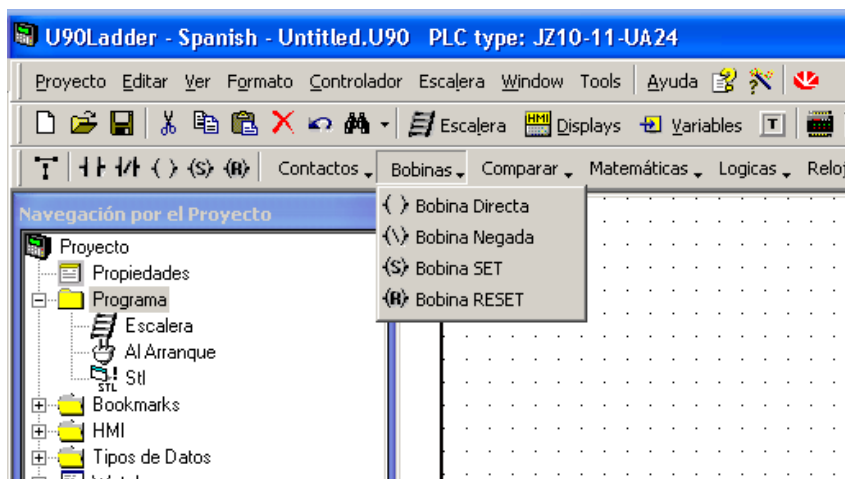 U90Ladder - Spanish - Untitled.U90 PLC type: JZ10-11-UA24
Proyecto Editar Ver Formato Controlador Escalera Window Tools Ayuda
Escalera HMI Displays Variables T
T (S) (R) Contactos Bobinas Comparar Matemáticas Logicas
Navegación por el Proyecto
Proyecto
Propiedades
Programa
Escalera
Al Arranque
STL Stl
Bookmarks
HMI
Tipos de Datos
Bobina Directa
Bobina Negada
(S) Bobina SET
(R) Bobina RESET